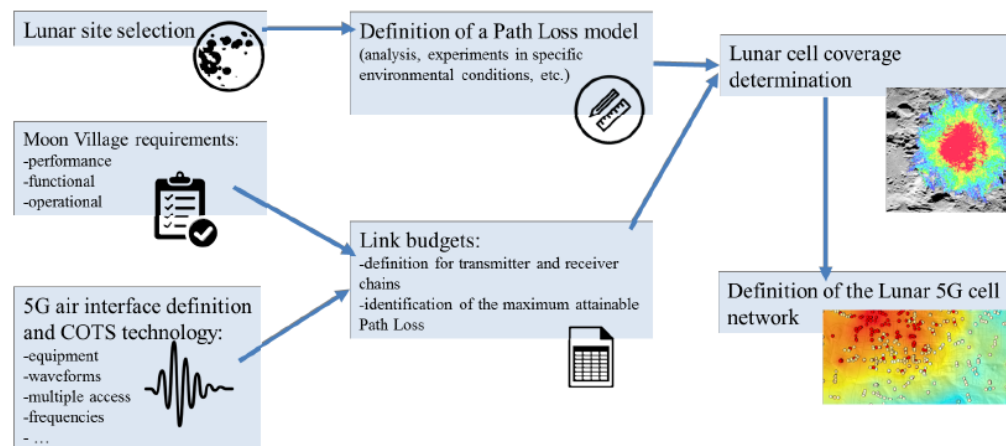 Lunar site selection
Definition of a Path Loss model
(analysis, experiments in specific
environmental conditions, etc.)
Lunar cell coverage
determination
Moon Village requirements:
-performance
-functional
-operational
Link budgets:
-definition for transmitter and receiver
chains
-identification of the maximum attainable
Path Loss
5G air interface definition
and COTS technology:
-equipment
-waveforms
-multiple access
-frequencies
- ...
Definition of the Lunar 5G cell
network